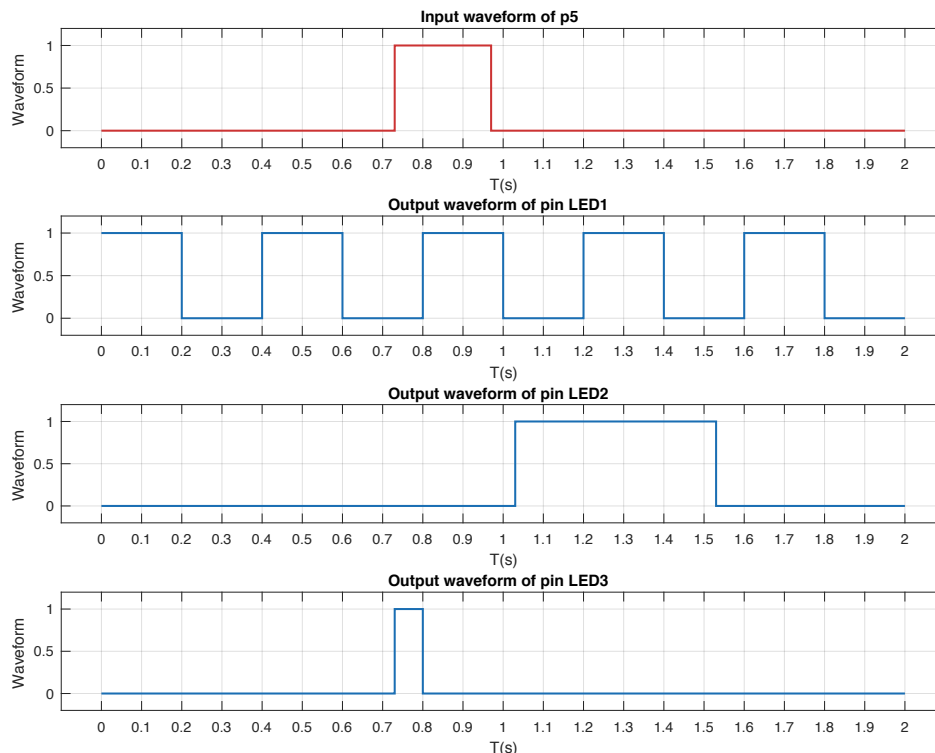 Input waveform of p5
Waveform
1
0.5
0
0 0.1 0.2 0.3 0.4 0.5 0.6 0.7 0.8 0.9 1 1.1 1.2 1.3 1.4 1.5 1.6 1.7 1.8 1.9 2
T(s)
Output waveform of pin LED1
Waveform
1
0.5
0
0 0.1 0.2 0.3 0.4 0.5 0.6 0.7 0.8 0.9 1 1.1 1.2 1.3 1.4 1.5 1.6 1.7 1.8 1.9 2
T(s)
Output waveform of pin LED2
Waveform
1
0.5
0
0 0.1 0.2 0.3 0.4 0.5 0.6 0.7 0.8 0.9 1 1.1 1.2 1.3 1.4 1.5 1.6 1.7 1.8 1.9 2
T(s)
Output waveform of pin LED3
Waveform
1
0.5
0
0 0.1 0.2 0.3 0.4 0.5 0.6 0.7 0.8 0.9 1 1.1 1.2 1.3 1.4 1.5 1.6 1.7 1.8 1.9 2
T(s)